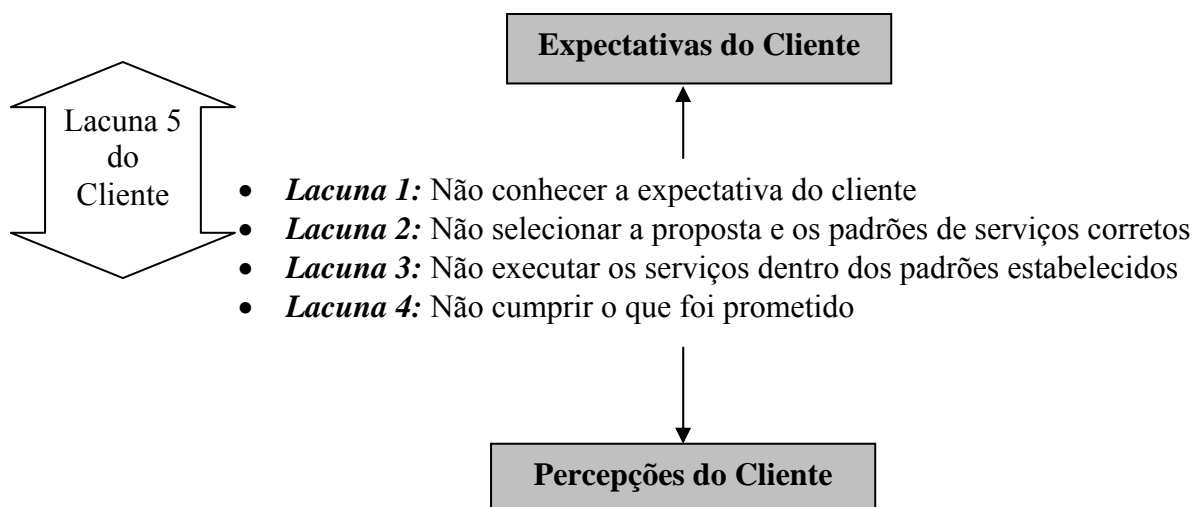 Expectativas do Cliente
Lacuna 5
do
Cliente
• Lacuna 1: Não conhecer a expectativa do cliente
• Lacuna 2: Não selecionar a proposta e os padrões de serviços corretos
• Lacuna 3: Não executar os serviços dentro dos padrões estabelecidos
• Lacuna 4: Não cumprir o que foi prometido
Percepções do Cliente